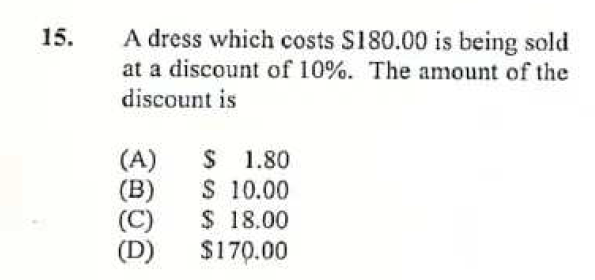 15. A dress which costs $180.00 is being sold
at a discount of 10%. The amount of the
discount is
(A) $ 1.80
(B) $ 10.00
(C) $ 18.00
(D) $170.00